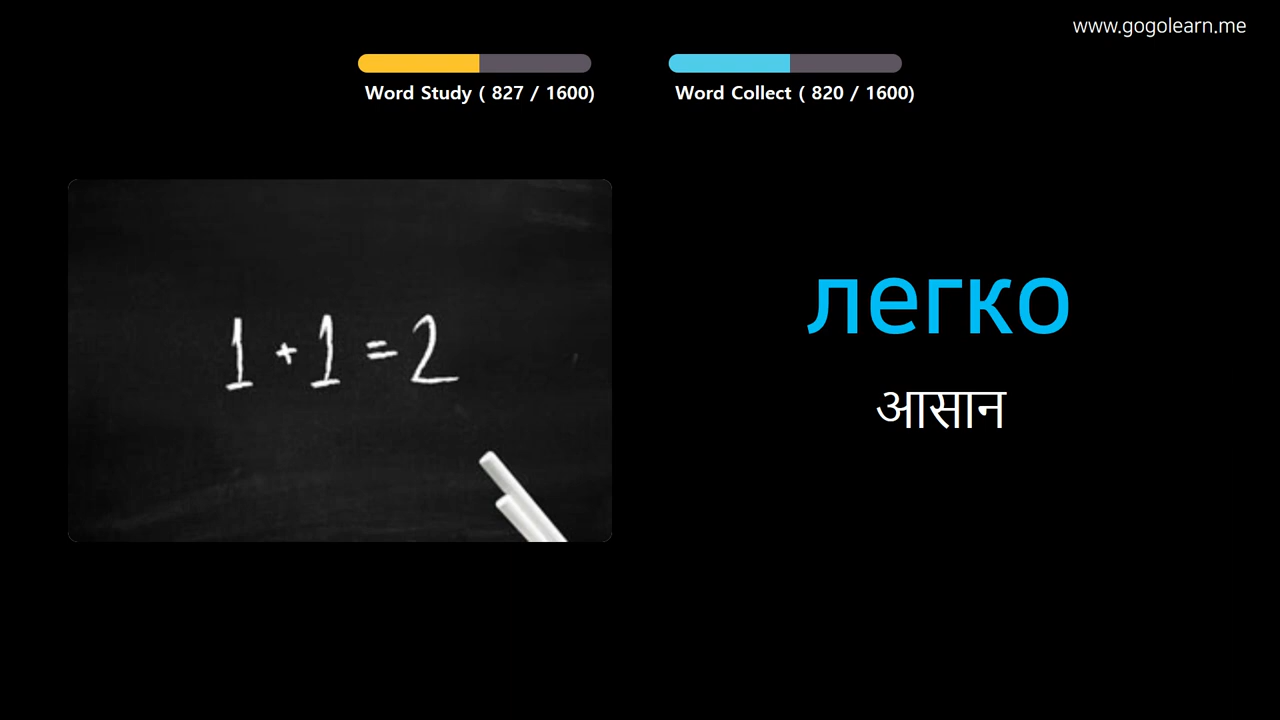 www.gogolearn.me
Word Study ( 827 / 1600)
Word Collect ( 820 / 1600)
1 + 1 = 2
легко
आसान